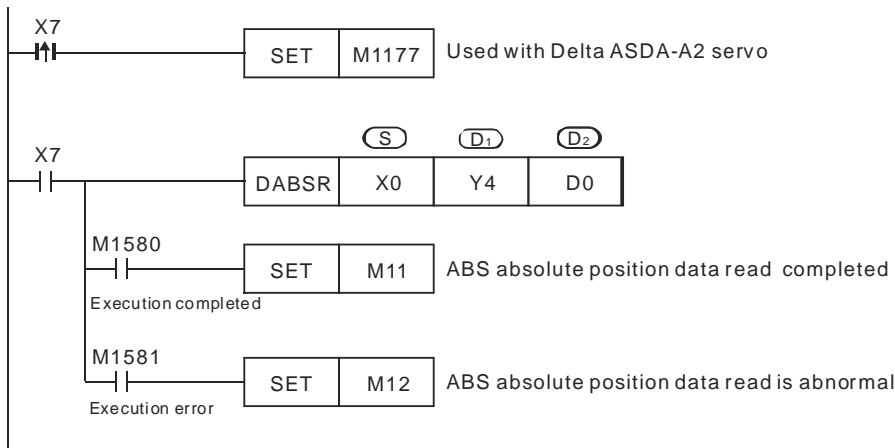 X7
SET M1177 Used with Delta ASDA-A2 servo
S D1 D2
X7
DABSR X0 Y4 D0
M1580
SET M11 ABS absolute position data read completed
Execution completed
M1581
SET M12 ABS absolute position data read is abnormal
Execution error